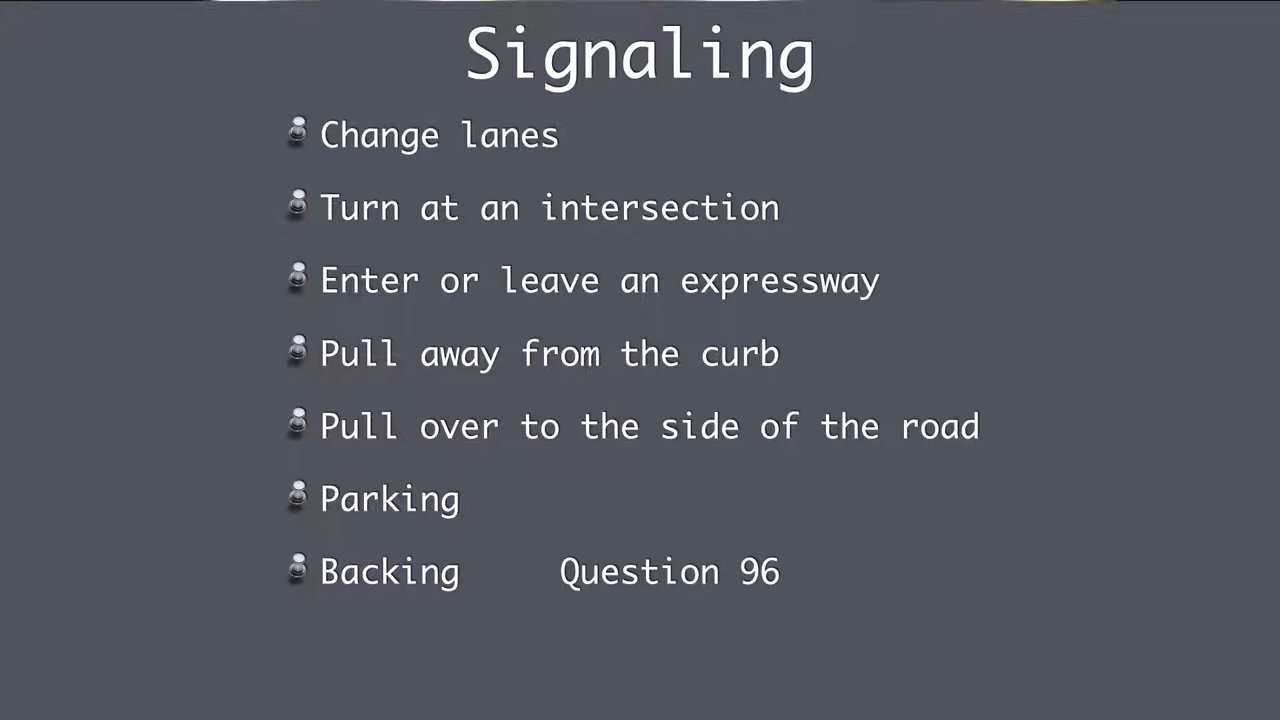 Signaling
Change lanes
Turn at an intersection
Enter or leave an expressway
Pull away from the curb
Pull over to the side of the road
Parking
Backing Question 96